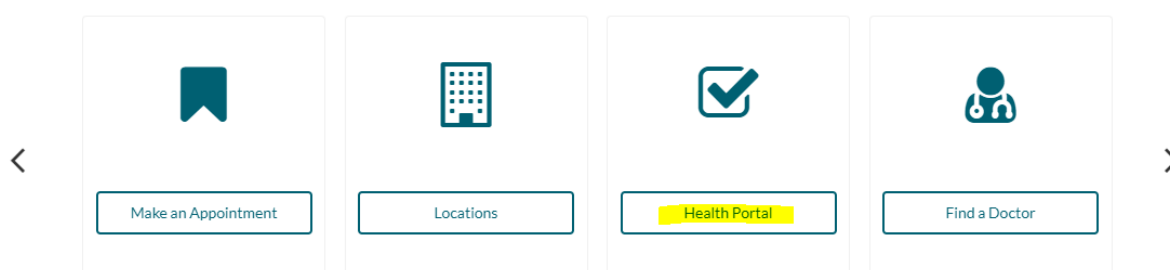 Make an Appointment
Locations
Health Portal
Find a Doctor